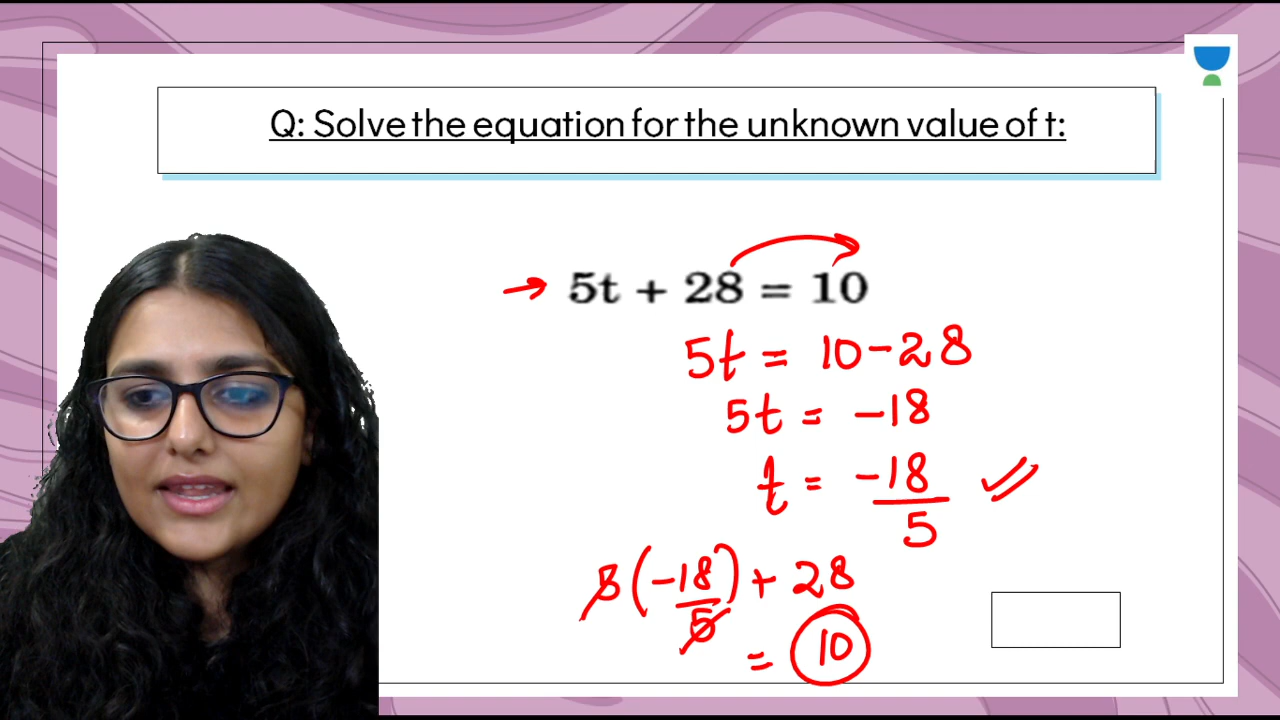 Q: Solve the equation for the unknown value of t:
→ 5t + 28 = 10
5t = 10-28
5t = -18
t = -18/5 ✓
5(-18/5) + 28
= 10